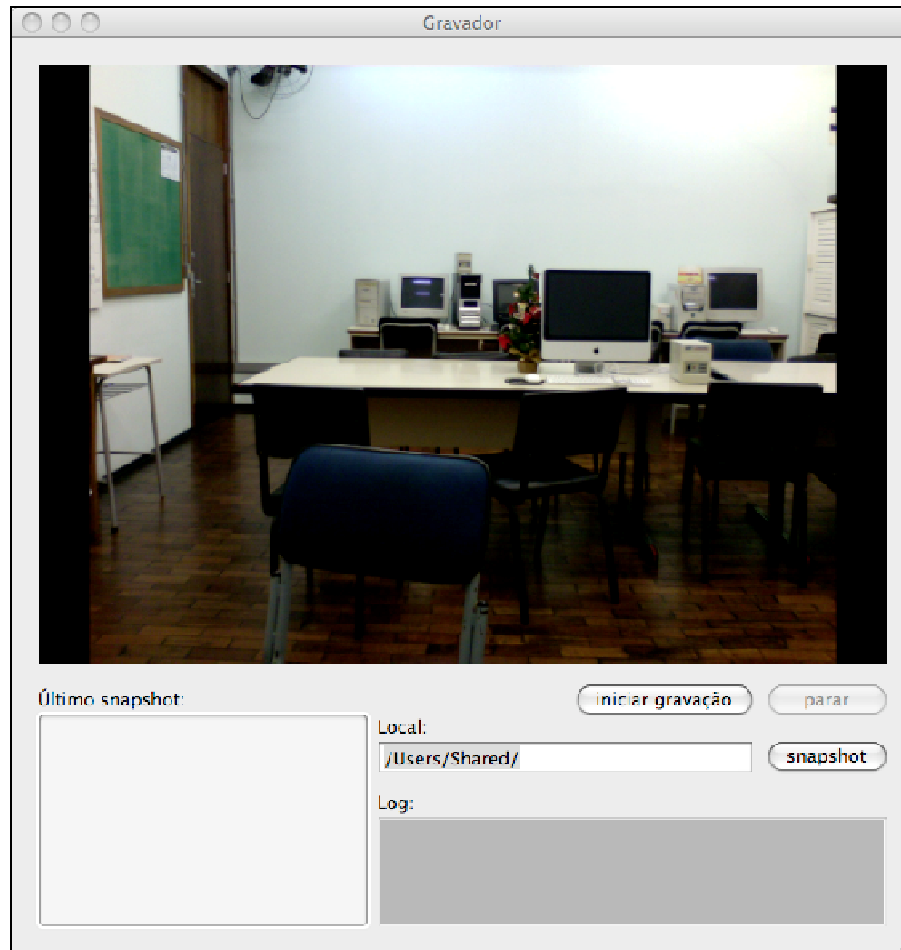 Gravador
Último snapshot:
iniciar gravação
parar
Local:
/Users/Shared/
snapshot
Log: